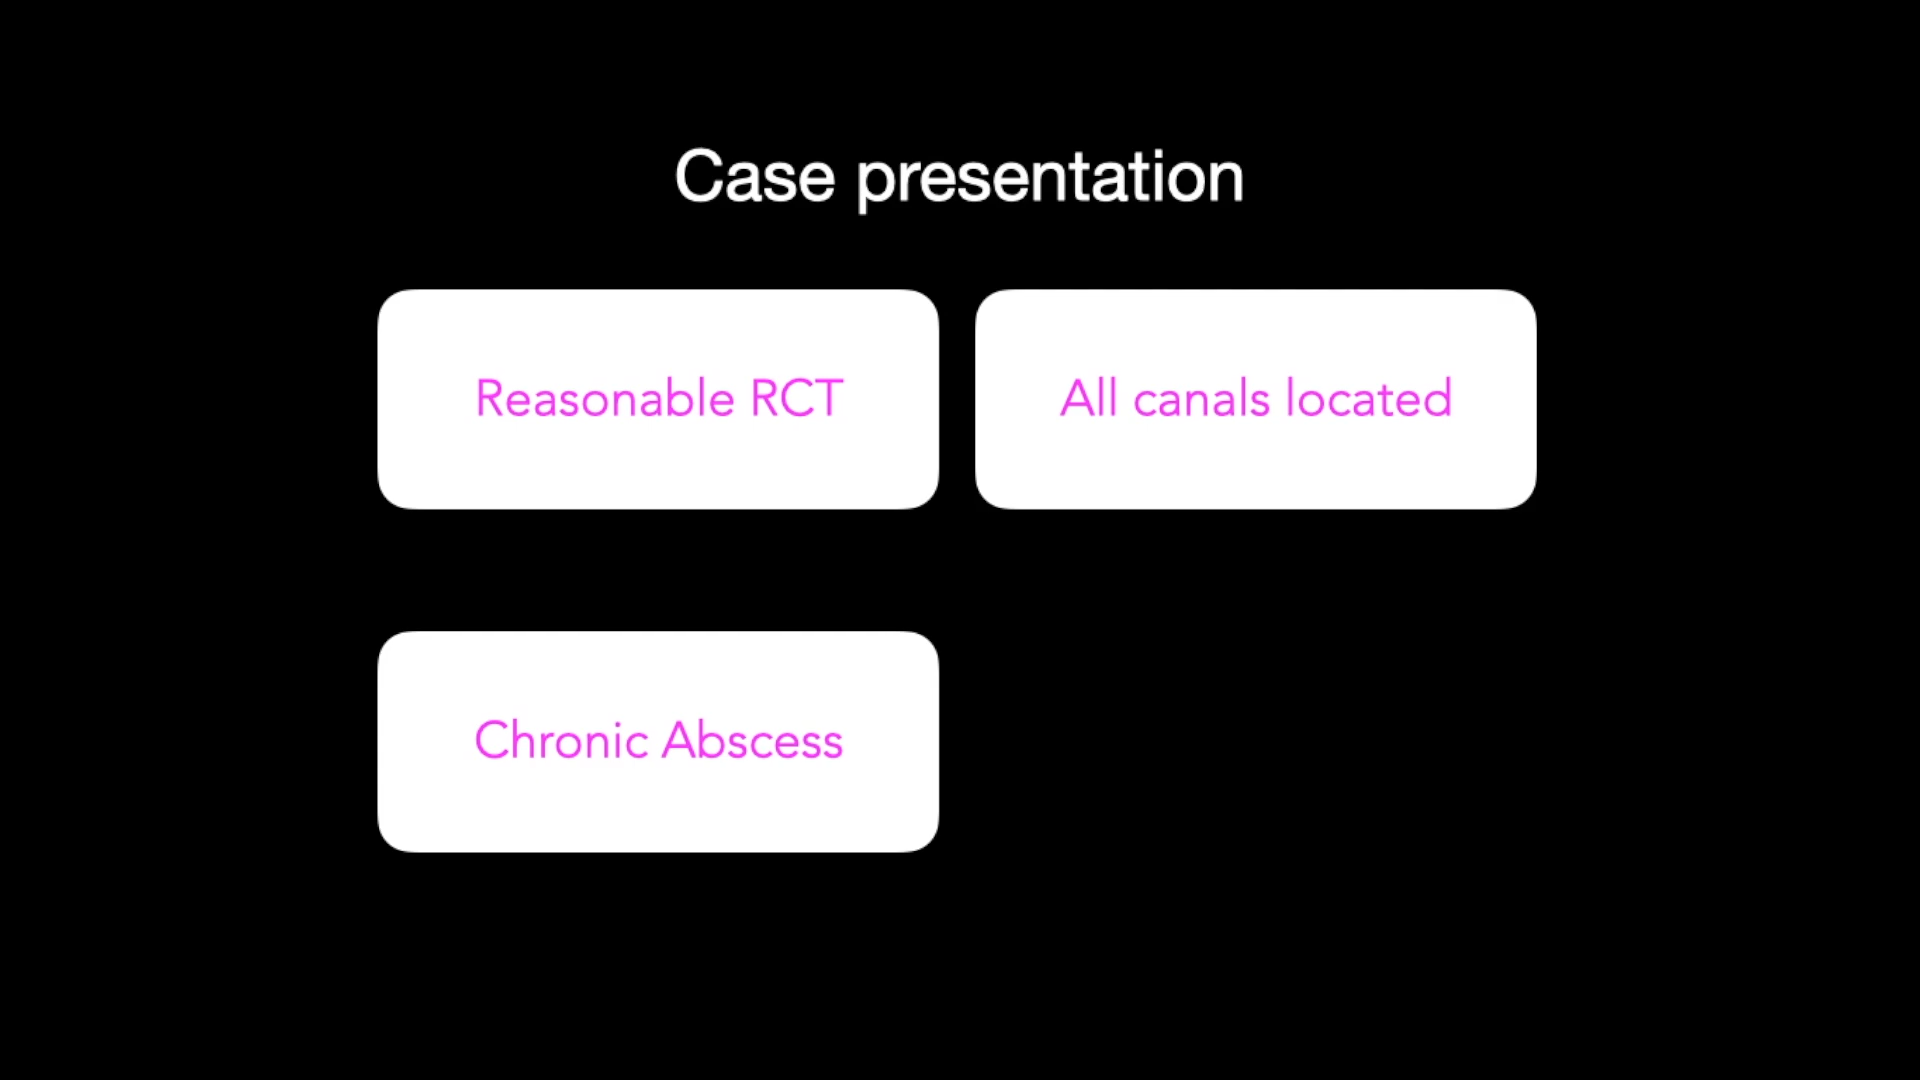 Case presentation
Reasonable RCT
All canals located
Chronic Abscess